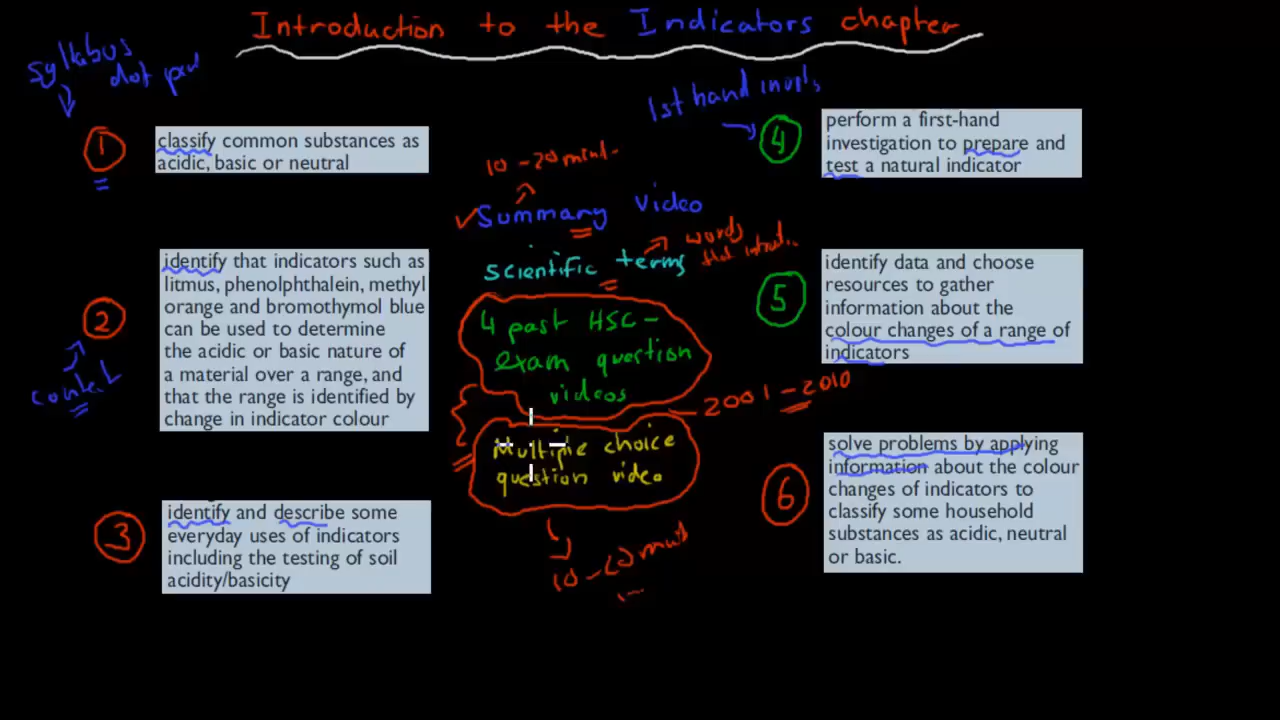 Introduction to the Indicators chapter
syllabus
dot
1
classify common substances as
acidic, basic or neutral
2
identify that indicators such as
litmus, phenolphthalein, methyl
orange and bromothymol blue
can be used to determine
the acidic or basic nature of
a material over a range, and
that the range is identified by
change in indicator colour
3
identify and describe some
everyday uses of indicators
including the testing of soil
acidity/basicity
10 - 20
Summary video
scientific terms
words
that
4 past HSC -
exam question
videos
2001 - 2010
Multiple choice
question video
10 - 20
1st hand
4
perform a first-hand
investigation to prepare and
test a natural indicator
5
identify data and choose
resources to gather
information about the
colour changes of a range of
indicators
6
solve problems by applying
information about the colour
changes of indicators to
classify some household
substances as acidic, neutral
or basic.